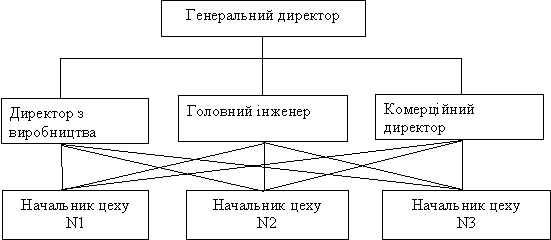 Генеральний директор
Директор з
виробництва
Головний інженер
Комерційний
директор
Начальник цеху
N1
Начальник цеху
N2
Начальник цеху
N3